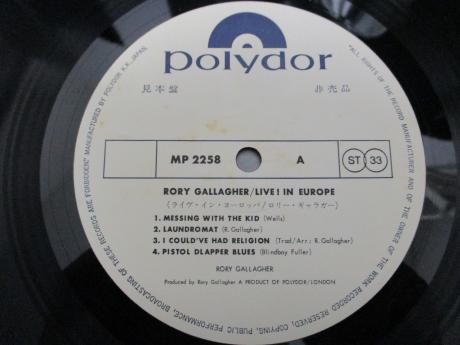 polydor
見本盤 非売品
MP 2258 A ST 33
RORY GALLAGHER/LIVE! IN EUROPE
(ライヴ・イン・ヨーロッパ/ロリー・ギャラガー)
1. MESSING WITH THE KID (Wells)
2. LAUNDROMAT (R. Gallagher)
3. I COULD'VE HAD RELIGION (Trad/Arr; R. Gallagher)
4. PISTOL DLAPPER BLUES (Blindboy Fuller)
RORY GALLAGHER
Produced by Rory Gallagher A PRODUCT OF POLYDOR/LONDON
"ALL RIGHTS OF THE RECORD MANUFACTURER AND OF THE OWNER OF THE WORK RECORDED RESERVED. COPYING, PUBLIC PERFORMANCE, BROADCASTING OF THESE RECORDS ARE FORBIDDEN" MANUFACTURED BY POLYDOR K.K., JAPAN.